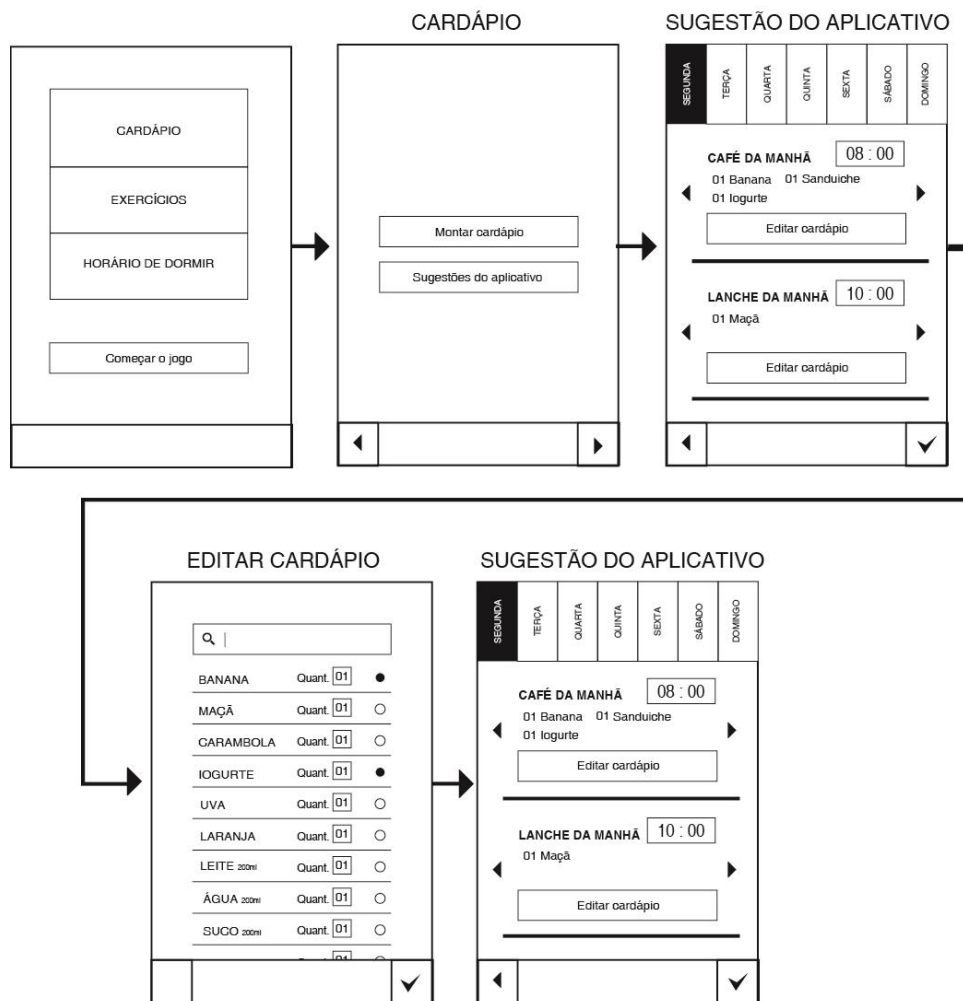 CARDÁPIO
SUGESTÃO DO APLICATIVO
CARDÁPIO
EXERCÍCIOS
HORÁRIO DE DORMIR
Começar o jogo
Montar cardápio
Sugestões do aplicativo
SEGUNDA
TERÇA
QUARTA
QUINTA
SEXTA
SÁBADO
DOMINGO
CAFÉ DA MANHÃ 08 : 00
01 Banana 01 Sanduiche
01 Iogurte
Editar cardápio
LANCHE DA MANHÃ 10 : 00
01 Maçã
Editar cardápio
EDITAR CARDÁPIO
SUGESTÃO DO APLICATIVO
BANANA Quant. 01
MAÇÃ Quant. 01
CARAMBOLA Quant. 01
IOGURTE Quant. 01
UVA Quant. 01
LARANJA Quant. 01
LEITE 200ml Quant. 01
ÁGUA 200ml Quant. 01
SUCO 200ml Quant. 01
SEGUNDA
TERÇA
QUARTA
QUINTA
SEXTA
SÁBADO
DOMINGO
CAFÉ DA MANHÃ 08 : 00
01 Banana 01 Sanduiche
01 Iogurte
Editar cardápio
LANCHE DA MANHÃ 10 : 00
01 Maçã
Editar cardápio